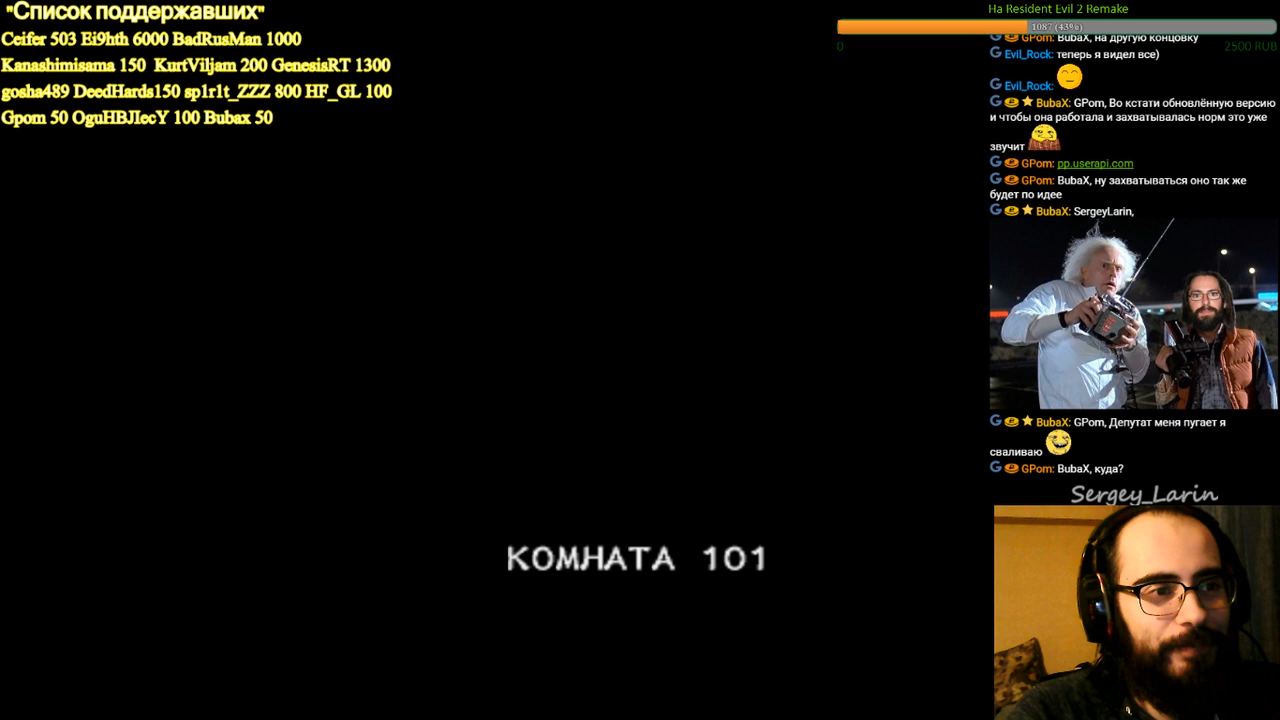 "Список поддержавших"
Ceifer 503 Ei9hth 6000 BadRusMan 1000
Kanashimisama 150 KurtViljam 200 GenesisRT 1300
gosha489 DeedHards150 sp1r1t_ZZZ 800 HF_GL 100
Gpom 50 OguHBJIecY 100 Bubax 50
На Resident Evil 2 Remake
1087 (43%)
0
2500 RUB
GPom: BubaX, на другую концовку
Evil_Rock: теперь я видел все)
Evil_Rock:
BubaX: GPom, Во кстати обновлённую версию
и чтобы она работала и захватывалась норм это уже
звучит
GPom: pp.userapi.com
GPom: BubaX, ну захватываться оно так же
будет по идее
BubaX: SergeyLarin,
BubaX: GPom, Депутат меня пугает я
сваливаю
GPom: BubaX, куда?
Sergey_Larin
КОМНАТА 101